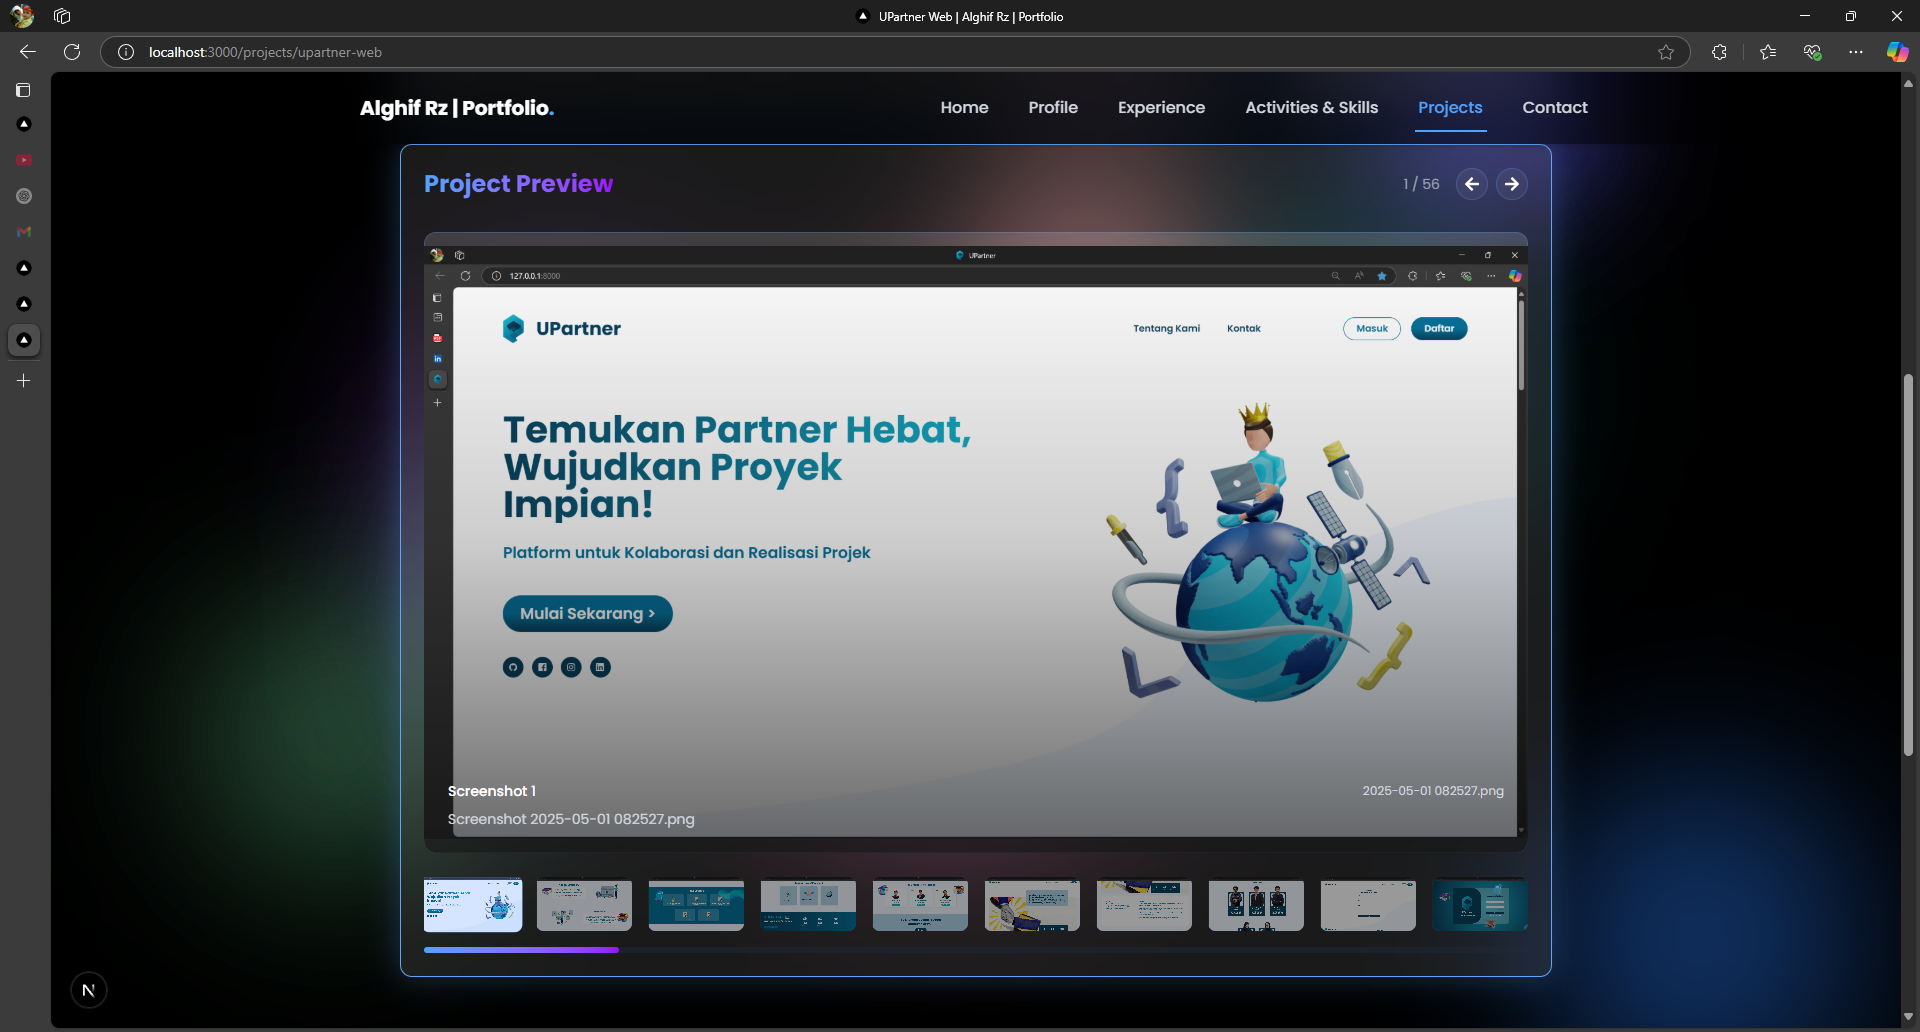 UPartner Web | Alghif Rz | Portfolio
localhost:3000/projects/upartner-web
Alghif Rz | Portfolio.
Home
Profile
Experience
Activities & Skills
Projects
Contact
Project Preview
1 / 56
UPartner
127.0.0.1:8000
UPartner
Tentang Kami
Kontak
Masuk
Daftar
Temukan Partner Hebat,
Wujudkan Proyek
Impian!
Platform untuk Kolaborasi dan Realisasi Projek
Mulai Sekarang >
Screenshot 1
2025-05-01 082527.png
Screenshot 2025-05-01 082527.png
N